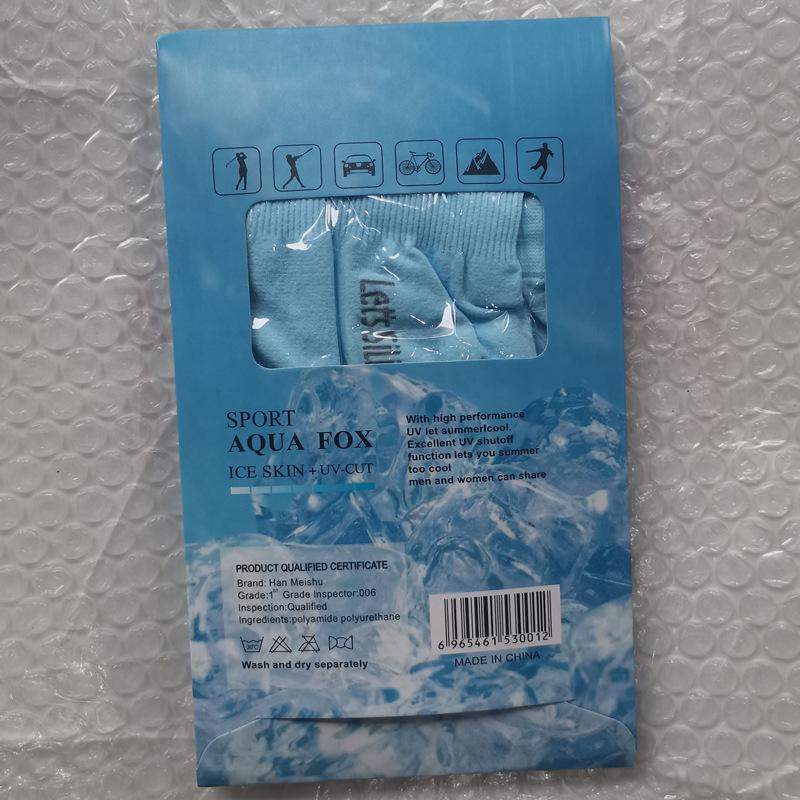 Letsvili
SPORT
AQUA FOX
ICE SKIN + UV-CUT
With high performance
UV let summerlcool.
Excellent UV shutoff
function lets you summer
too cool
men and women can share
PRODUCT QUALIFIED CERTIFICATE
Brand: Han Meishu
Grade:1st Grade Inspector:006
Inspection:Qualified
Ingredients:polyamide polyurethane
30°C
Wash and dry separately
6 965461 530012
MADE IN CHINA